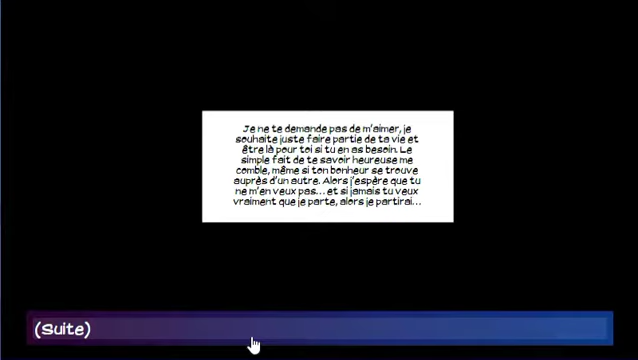 Je ne te demande pas de m'aimer, je
souhaite juste faire partie de ta vie et
être là pour toi si tu en as besoin. Le
simple fait de te savoir heureuse me
comble, même si ton bonheur se trouve
auprès d'un autre. Alors j'espère que tu
ne m'en veux pas... et si jamais tu veux
vraiment que je parte, alors je partirai...
(Suite)